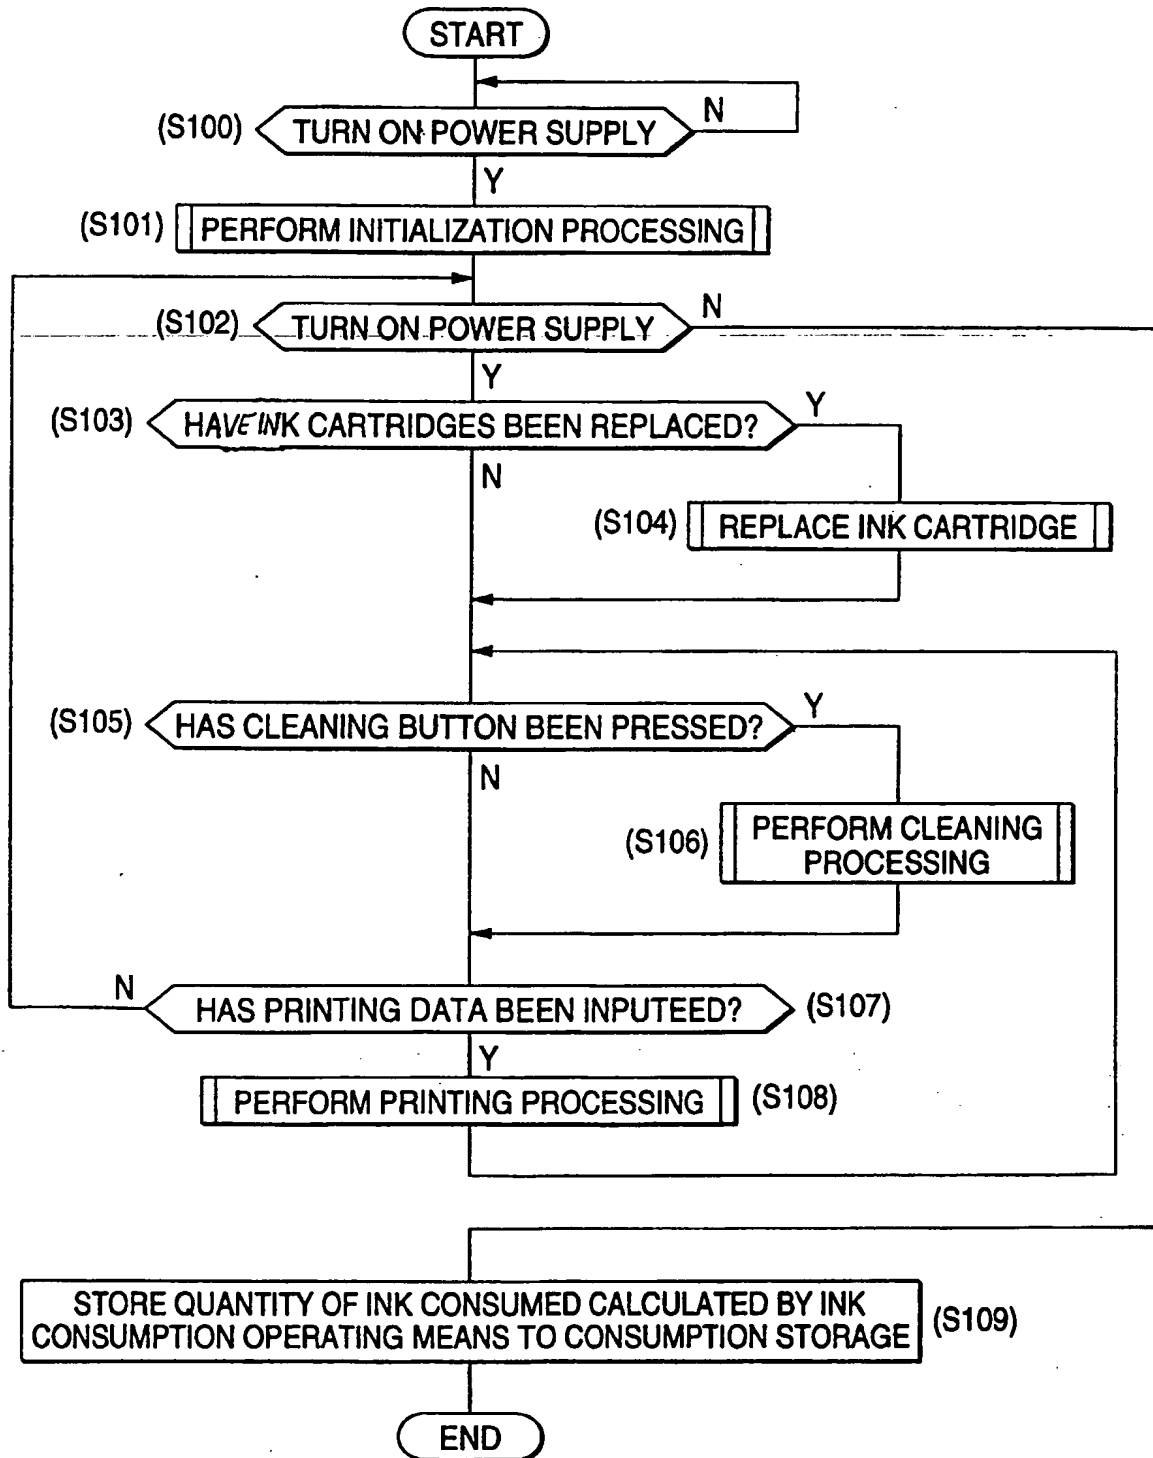 START
(S100) TURN ON POWER SUPPLY N
Y
(S101) PERFORM INITIALIZATION PROCESSING
(S102) TURN ON POWER SUPPLY N
Y
(S103) HAVE INK CARTRIDGES BEEN REPLACED? Y
N
(S104) REPLACE INK CARTRIDGE
(S105) HAS CLEANING BUTTON BEEN PRESSED? Y
N
(S106) PERFORM CLEANING
PROCESSING
N HAS PRINTING DATA BEEN INPUTEED? (S107)
Y
PERFORM PRINTING PROCESSING (S108)
STORE QUANTITY OF INK CONSUMED CALCULATED BY INK
CONSUMPTION OPERATING MEANS TO CONSUMPTION STORAGE (S109)
END